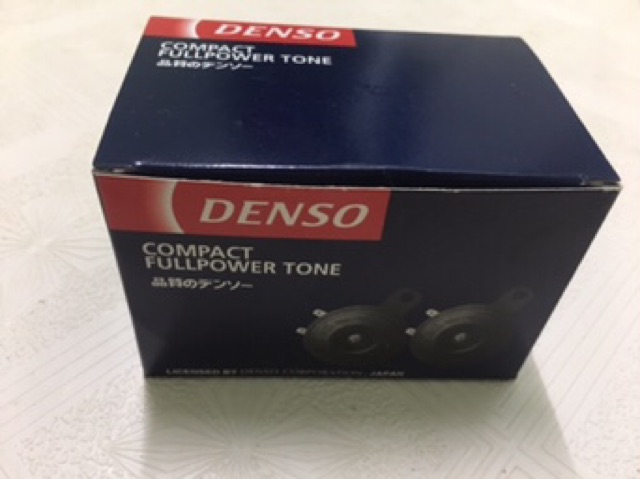 DENSO
COMPACT
FULLPOWER TONE
品質のデンソー
DENSO
COMPACT
FULLPOWER TONE
品質のデンソー
LICENSED BY DENSO CORPORATION, JAPAN